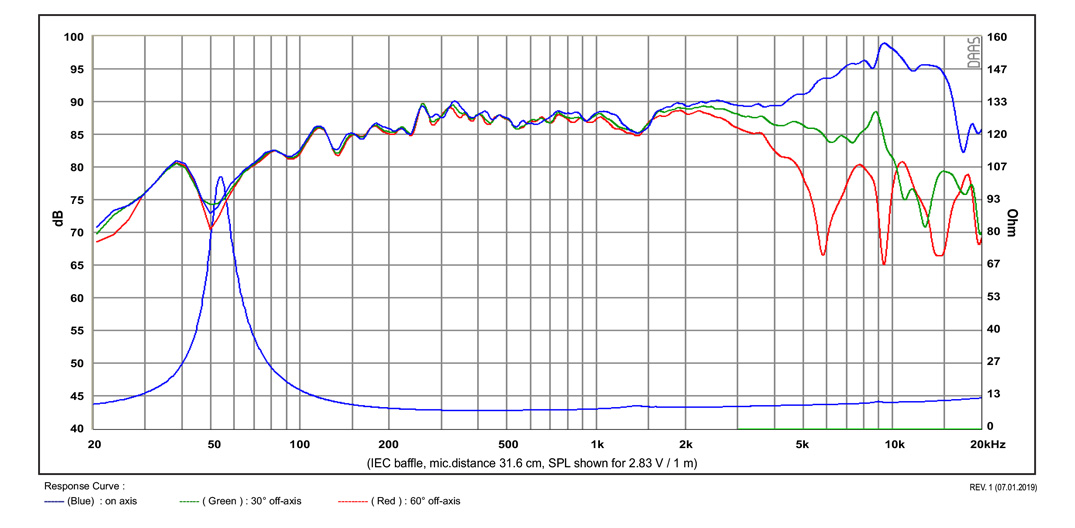 100 160
95 147
DAAS
90 133
85 120
80 107
75 93
70 80
65 67
60 53
55 40
50 27
45 13
40 0
dB
Ohm
20 50 100 200 500 1k 2k 5k 10k 20kHz
(IEC baffle, mic.distance 31.6 cm, SPL shown for 2.83 V / 1 m)
Response Curve :
(Blue) : on axis ( Green ) : 30° off-axis ( Red ) : 60° off-axis
REV. 1 (07.01.2019)